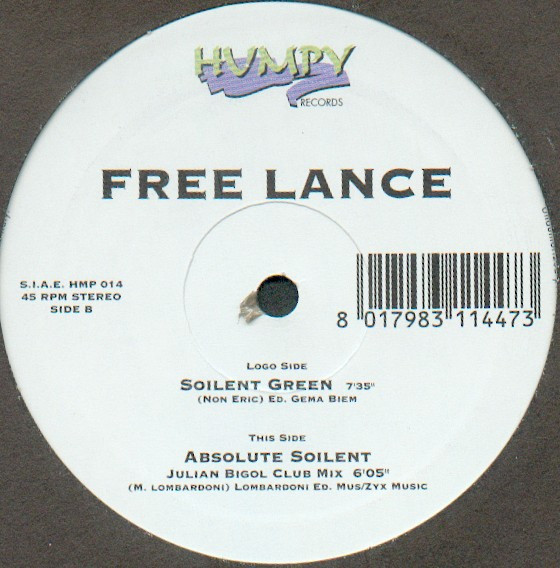 HUMPY
RECORDS
FREE LANCE
S.I.A.E. HMP 014
45 RPM STEREO
SIDE B
8 017983 114473
LOGO SIDE
SOILENT GREEN 7'35"
(NON ERIC) ED. GEMA BIEM
THIS SIDE
ABSOLUTE SOILENT
JULIAN BIGOL CLUB MIX 6'05"
(M. LOMBARDONI) LOMBARDONI ED. MUS/ZYX MUSIC